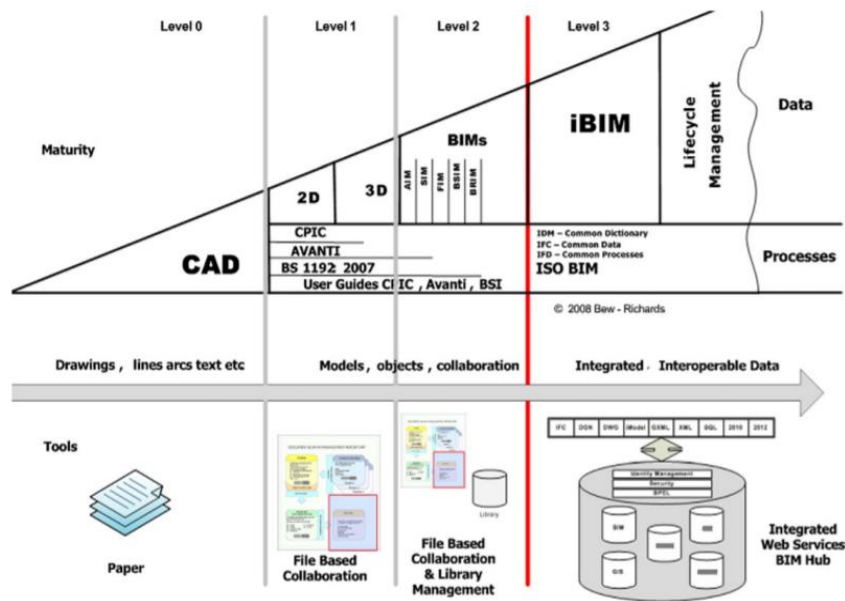 Level 0
Level 1
Level 2
Level 3
Maturity
CAD
2D
3D
BIMs
AIM
SIM
FIM
BSIM
BRIM
iBIM
Lifecycle
Management
Data
CPIC
AVANTI
BS 1192: 2007
User Guides CPIC , Avanti , BSI
IDM – Common Dictionary
IFC – Common Data
IFD – Common Processes
ISO BIM
Processes
© 2008 Bew - Richards
Drawings , lines arcs text etc
Models , objects , collaboration
Integrated , Interoperable Data
Tools
Paper
File Based
Collaboration
Library
File Based
Collaboration
& Library
Management
IFC DGN DWG iModel GXML XML SQL 2010 2012
Identity Management
Security
BPEL
BIM
GIS
Integrated
Web Services
BIM Hub